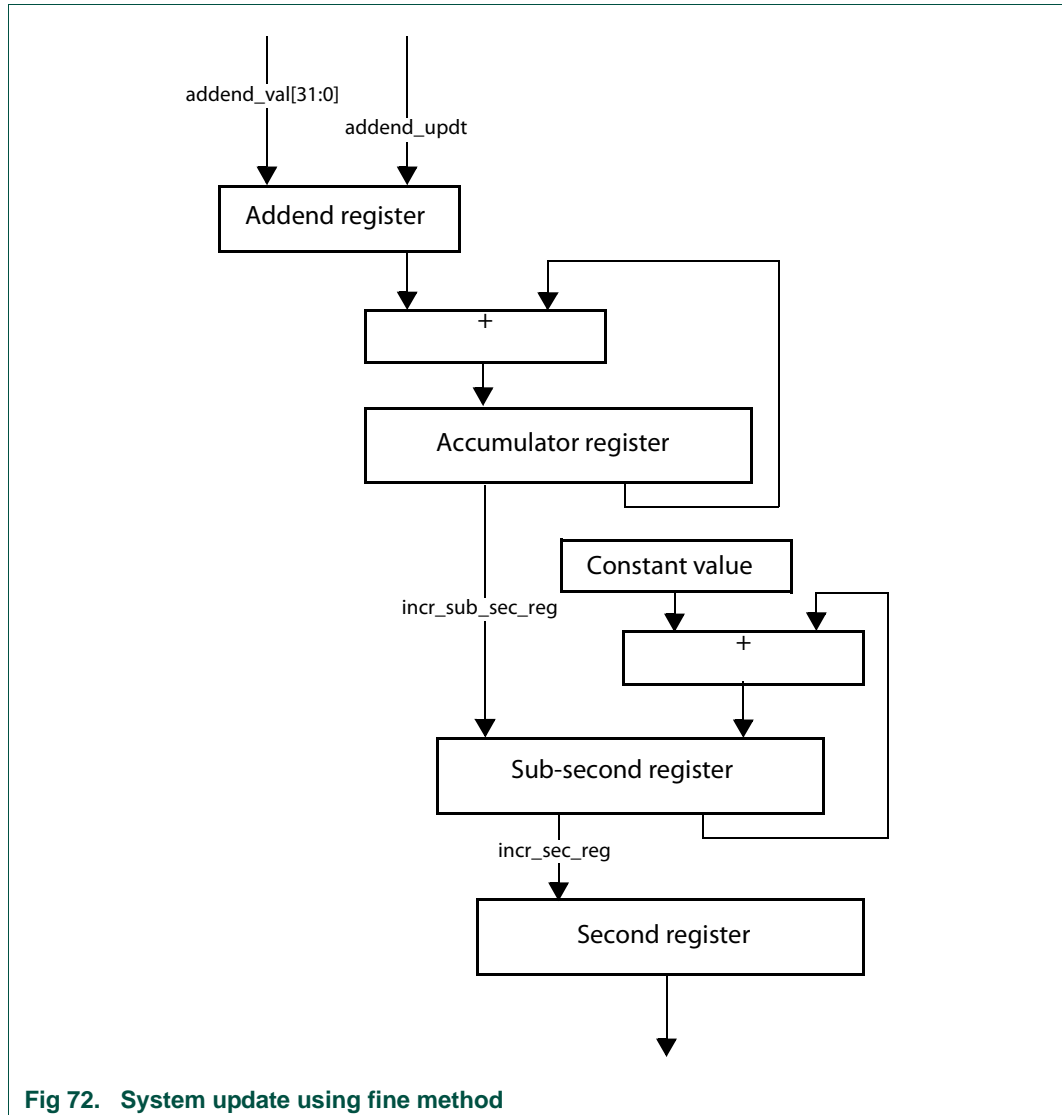 addend_val[31:0]
addend_updt
Addend register
+
Accumulator register
Constant value
incr_sub_sec_reg
+
Sub-second register
incr_sec_reg
Second register
Fig 72. System update using fine method